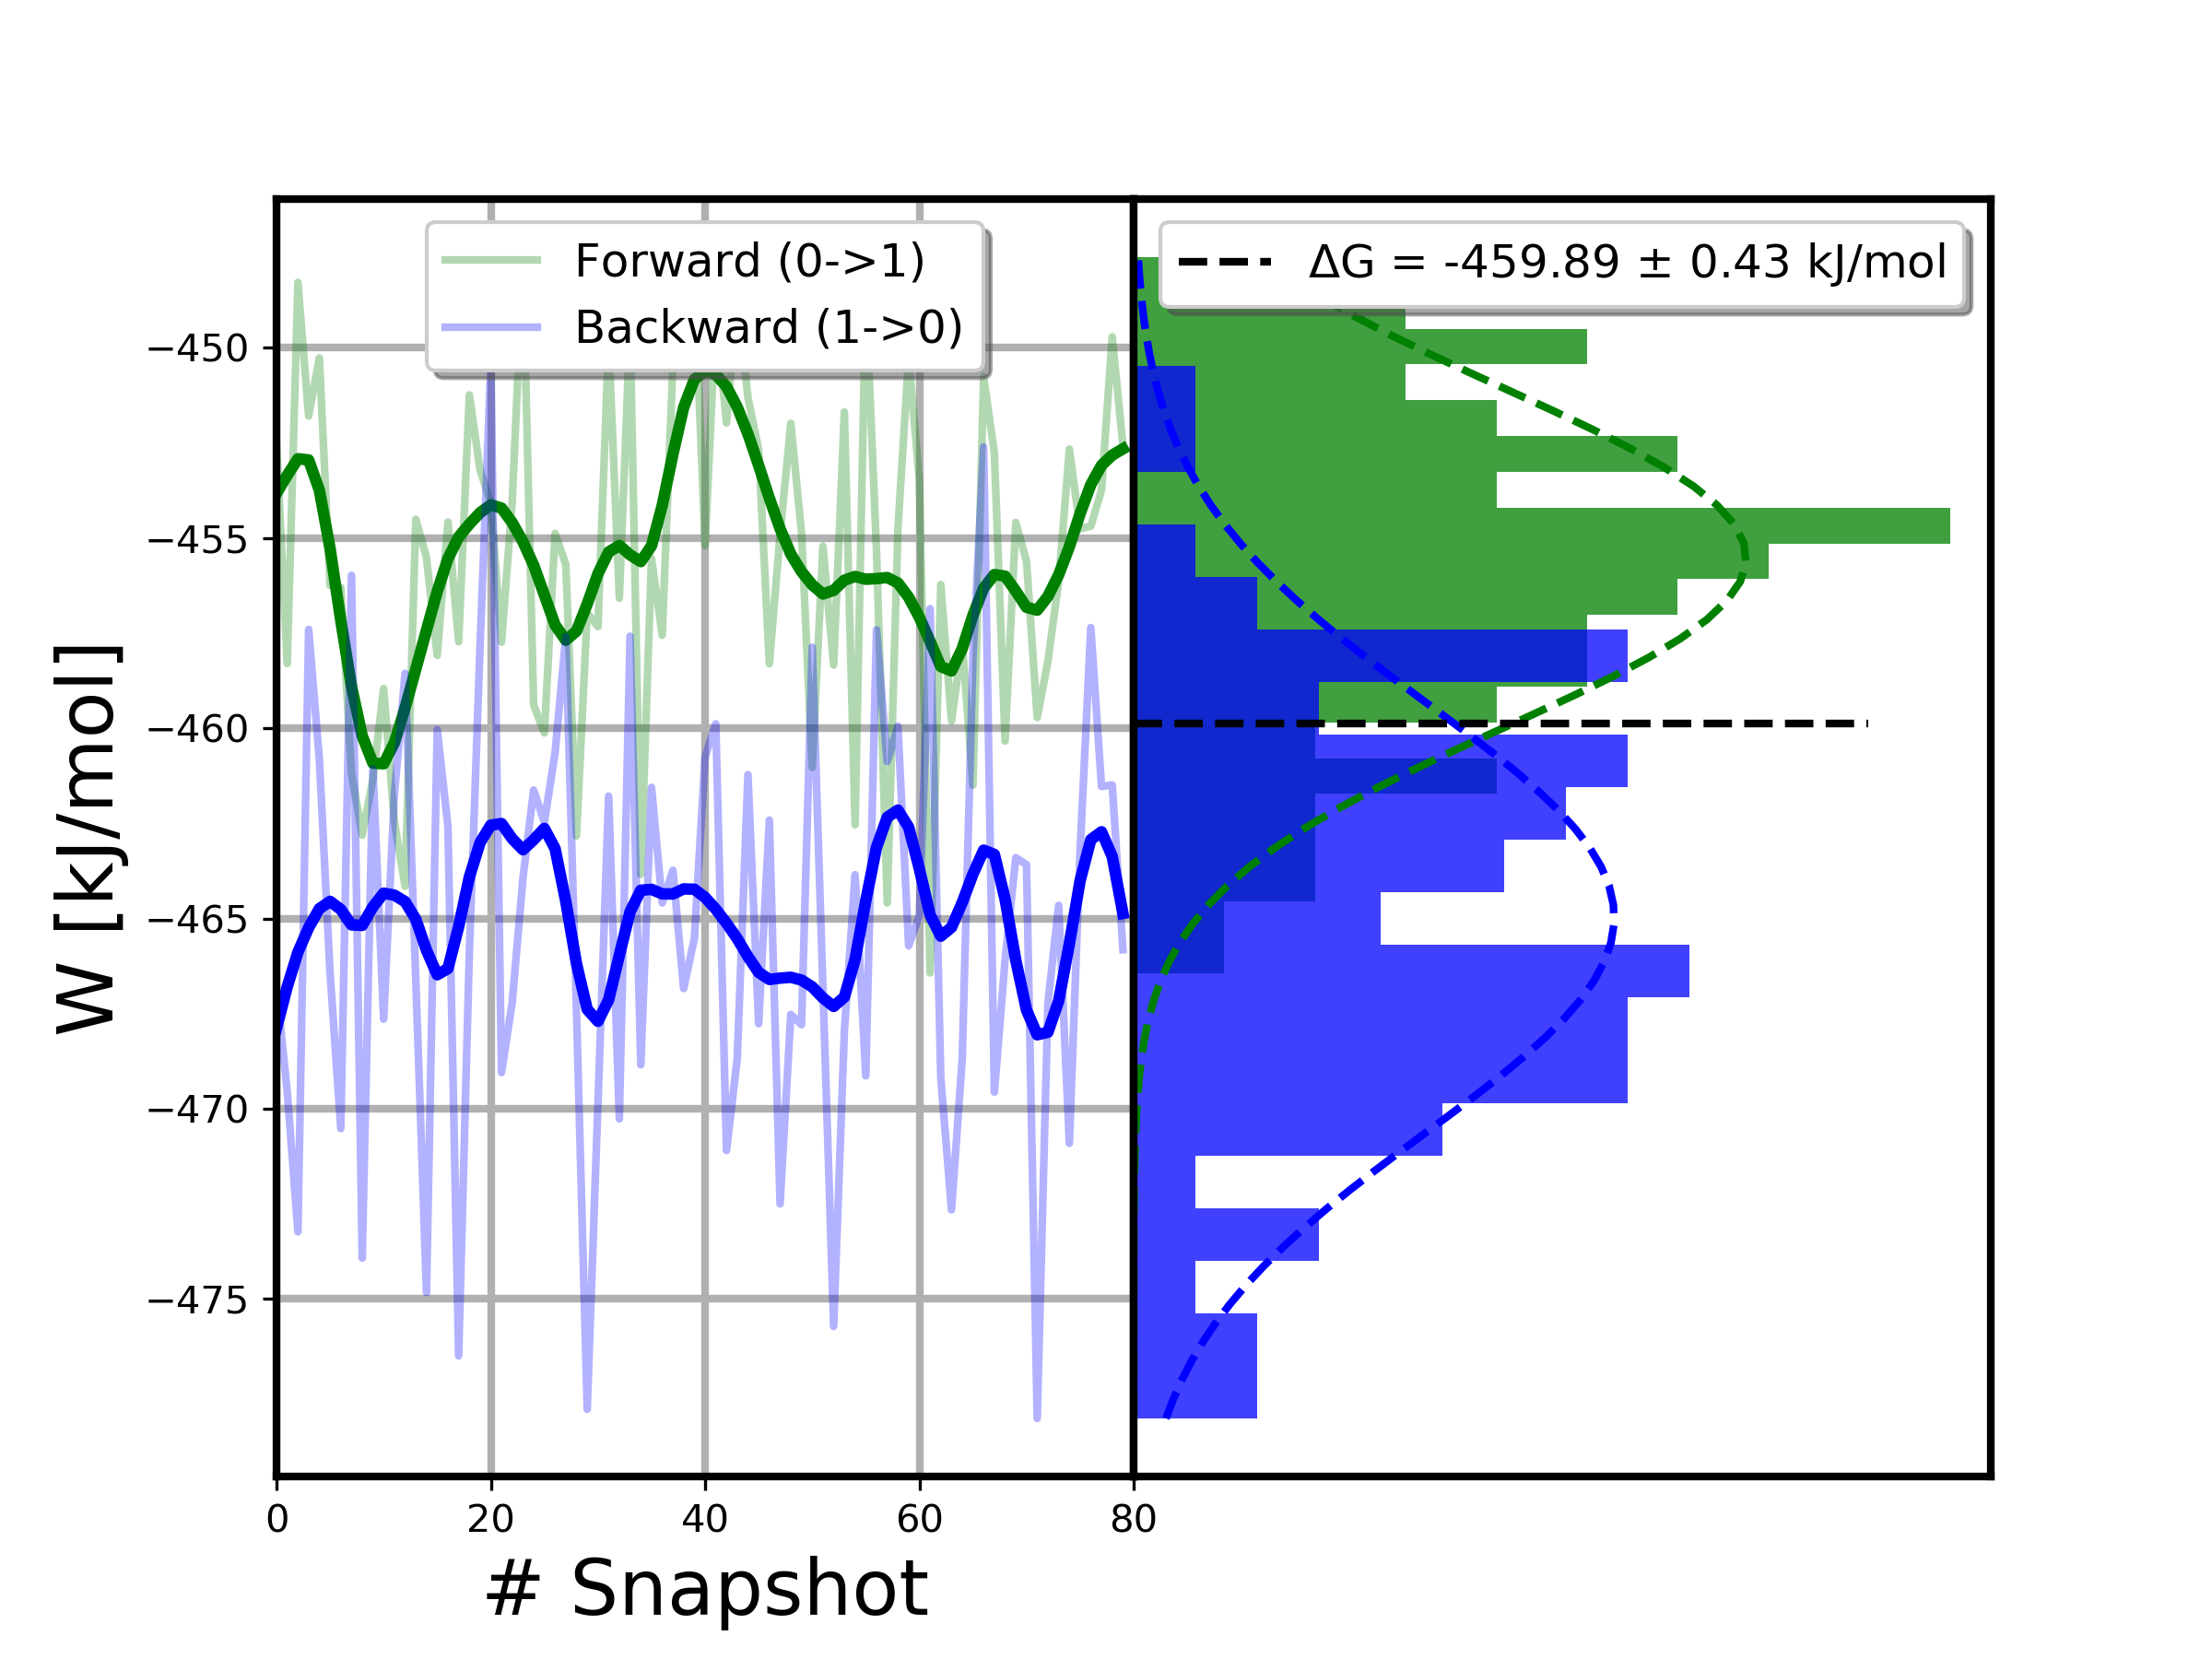 Forward (0->1)
Backward (1->0)
ΔG = -459.89 ± 0.43 kJ/mol
−450
−455
−460
−465
−470
−475
W [kJ/mol]
0 20 40 60 80
# Snapshot